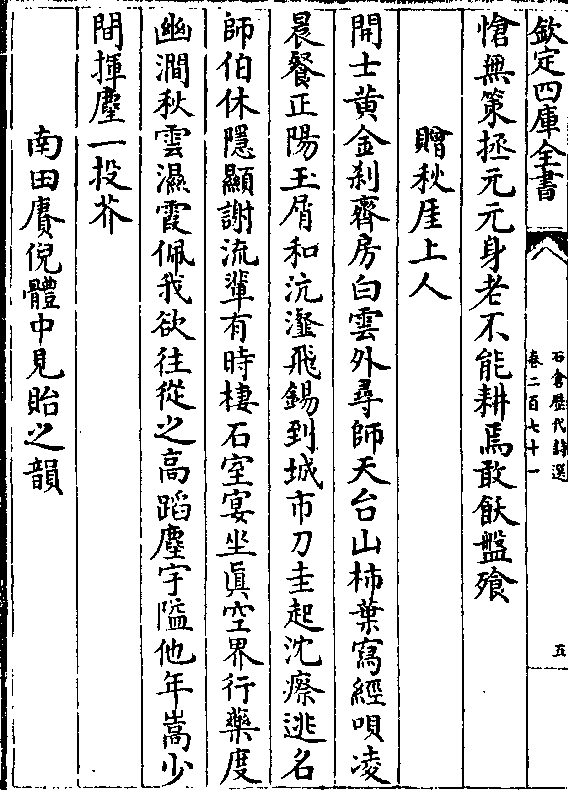 欽定四庫全書
石倉歷代詩選
卷二百七十一
五
愴無策拯元元身老不能耕焉敢飫盤飱
贈秋厓上人
開士黄金刹齋房白雲外尋師天台山柿葉寫經唄凌
晨餐正陽玉屑和沆瀣飛錫到城市刀圭起沈瘵逃名
師伯休隱顯謝流輩有時棲石室宴坐眞空界行藥度
幽澗秋雲濕霞佩我欲往從之高蹈塵宇隘他年嵩少
間揮麈一投芥
南田賡倪體中見貽之韻